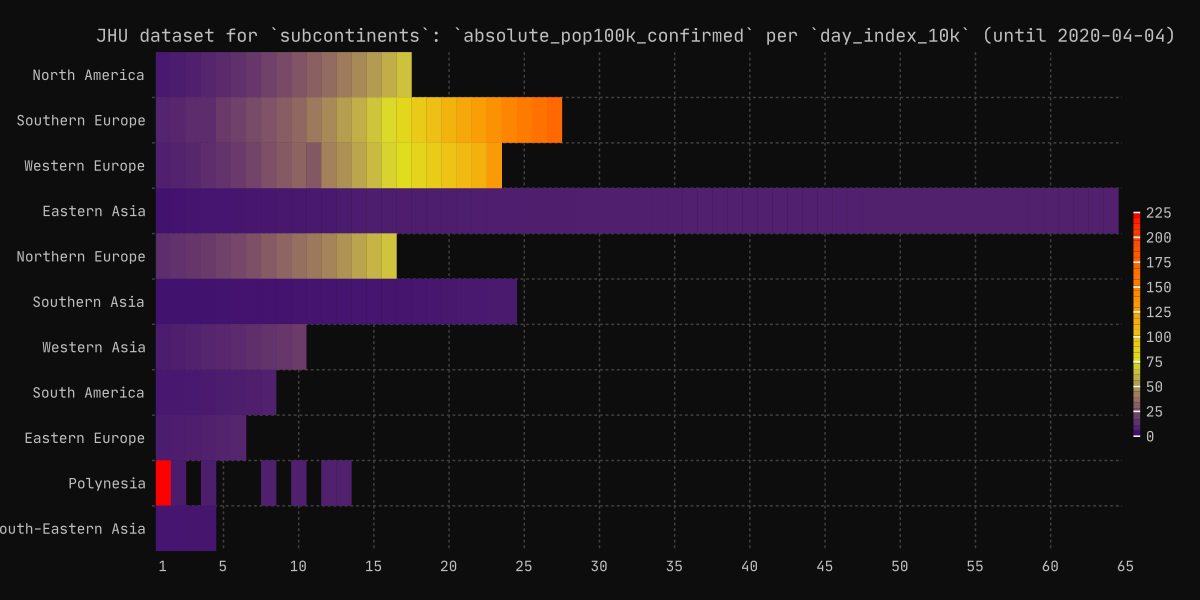 JHU dataset for `subcontinents`: `absolute_pop100k_confirmed` per `day_index_10k` (until 2020-04-04)
North America
Southern Europe
Western Europe
Eastern Asia
Northern Europe
Southern Asia
Western Asia
South America
Eastern Europe
Polynesia
outh-Eastern Asia
225
200
175
150
125
100
75
50
25
0
1 5 10 15 20 25 30 35 40 45 50 55 60 65